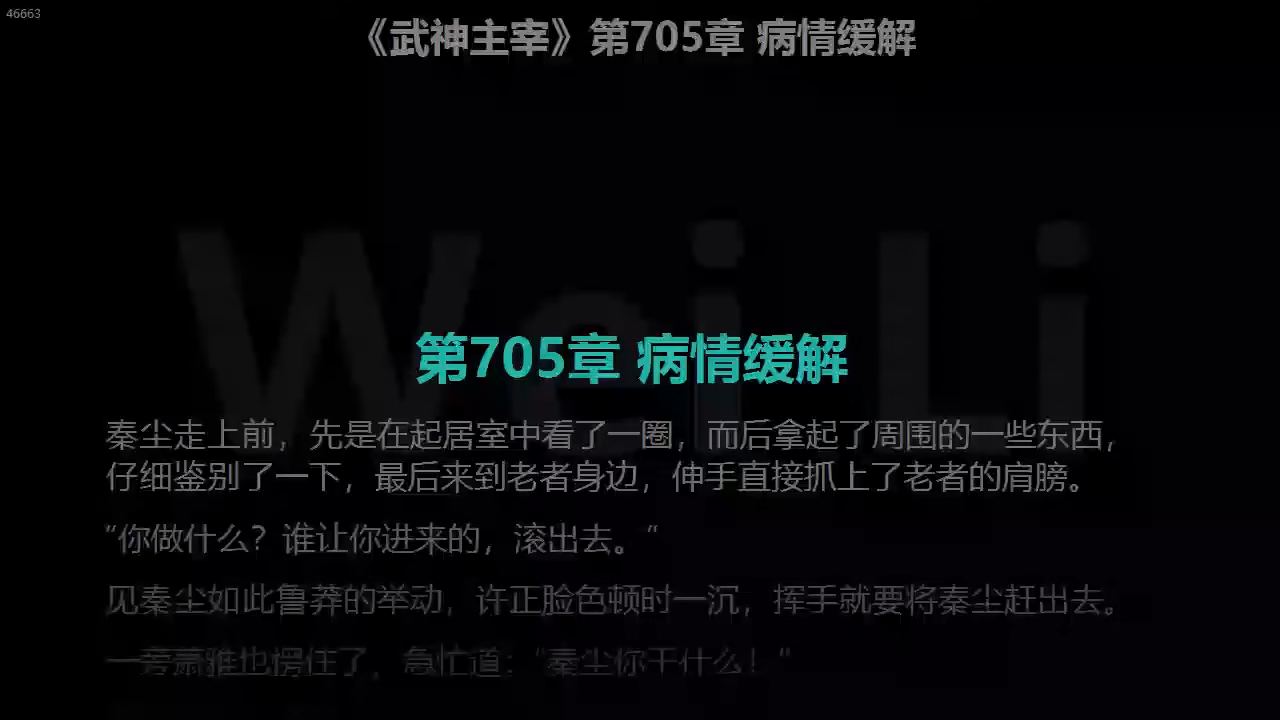 46663
《武神主宰》第705章 病情缓解
Wei Li
第705章 病情缓解
秦尘走上前，先是在起居室中看了一圈，而后拿起了周围的一些东西，
仔细鉴别了一下，最后来到老者身边，伸手直接抓上了老者的肩膀。
“你做什么？谁让你进来的，滚出去。”
见秦尘如此鲁莽的举动，许正脸色顿时一沉，挥手就要将秦尘赶出去。
一旁萧雅也愣住了，急忙道：“秦尘你干什么！”